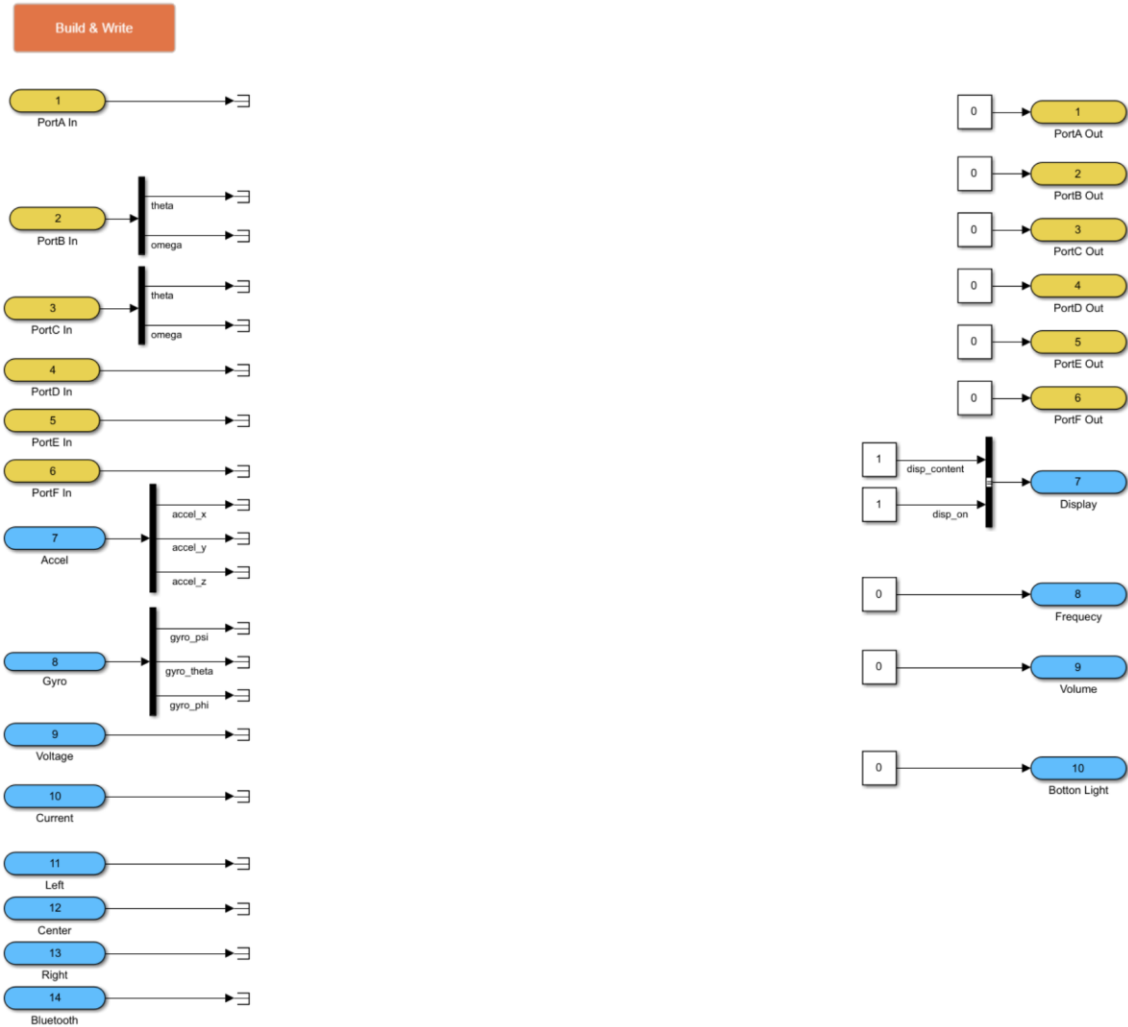 Build & Write
1
PortA In
2
PortB In
theta
omega
3
PortC In
theta
omega
4
PortD In
5
PortE In
6
PortF In
7
Accel
accel_x
accel_y
accel_z
8
Gyro
gyro_psi
gyro_theta
gyro_phi
9
Voltage
10
Current
11
Left
12
Center
13
Right
14
Bluetooth
0
1
PortA Out
0
2
PortB Out
0
3
PortC Out
0
4
PortD Out
0
5
PortE Out
0
6
PortF Out
1
disp_content
1
disp_on
7
Display
0
8
Frequecy
0
9
Volume
0
10
Botton Light